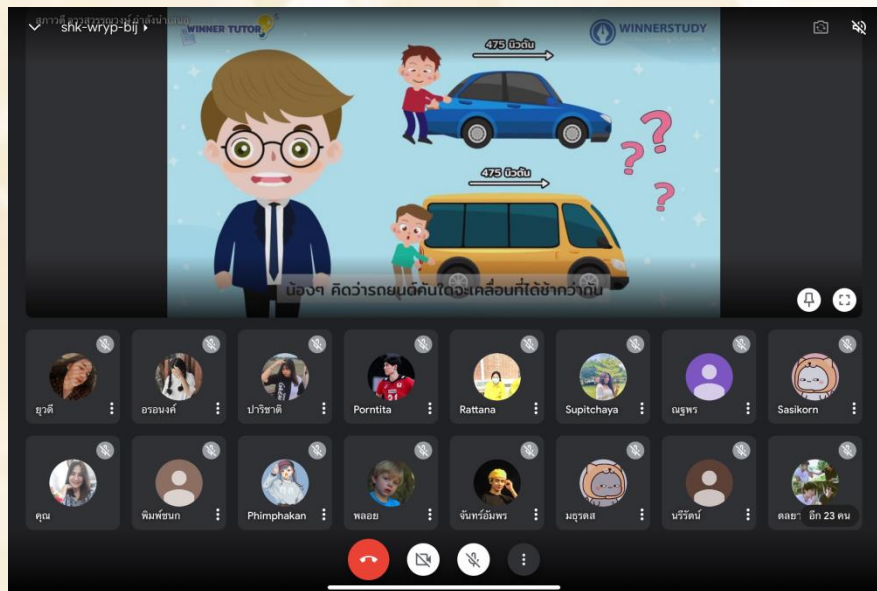 shk-wryp-bij
WINNER TUTOR
WINNERSTUDY
475 นิวตัน
475 นิวตัน
น้องๆ คิดว่ารถยนต์คันใดจะเคลื่อนที่ได้ช้ากว่ากัน
ยุวดี
อรอนงค์
ปาริชาติ
Porntita
Rattana
Supitchaya
ณฐพร
Sasikorn
คุณ
พิมพ์ชนก
Phimphakan
พลอย
จันทร์อัมพร
มธุรดส
นรีรัตน์
ดลยา
อีก 23 คน